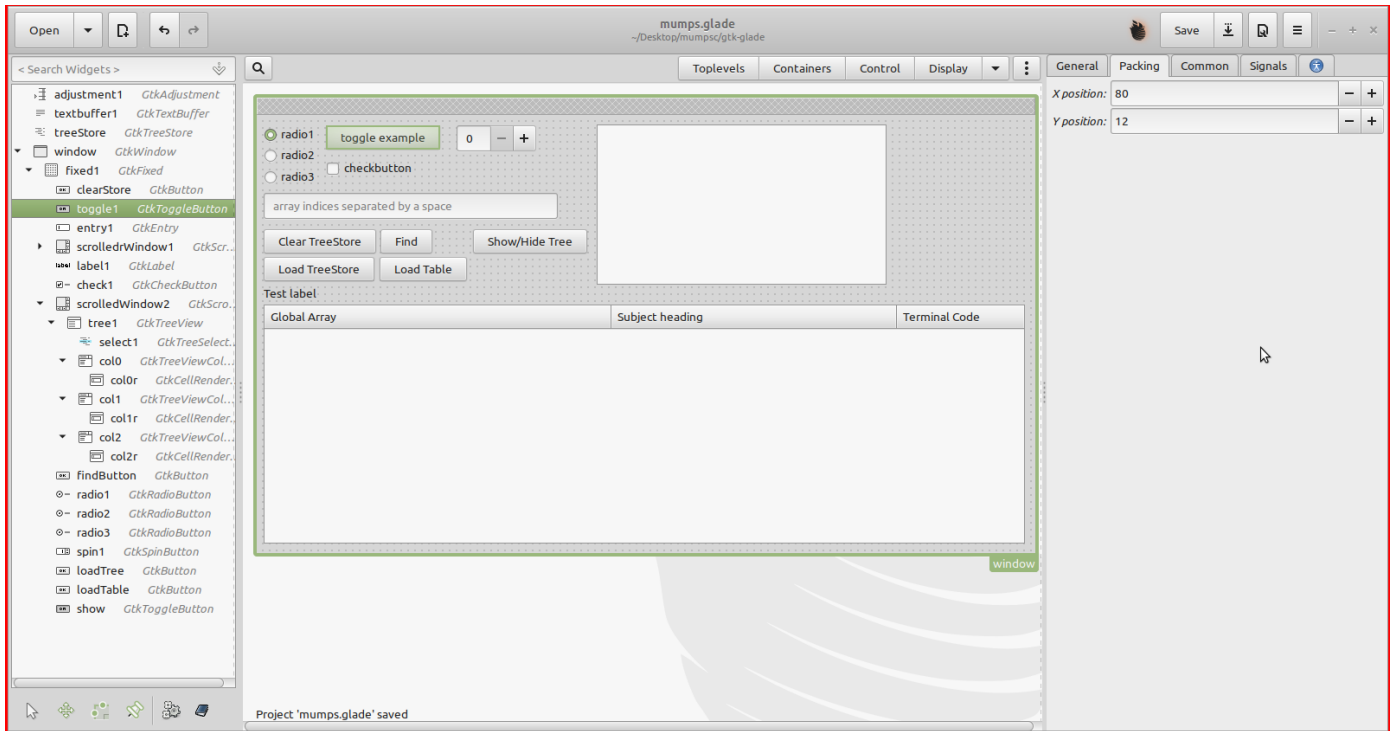 Open
mumps.glade
~/Desktop/mumpsc/gtk-glade
Save
< Search Widgets >
Toplevels Containers Control Display
General Packing Common Signals
adjustment1 GtkAdjustment
textbuffer1 GtkTextBuffer
treeStore GtkTreeStore
window GtkWindow
fixed1 GtkFixed
clearStore GtkButton
toggle1 GtkToggleButton
entry1 GtkEntry
scrolledrWindow1 GtkScr...
label1 GtkLabel
check1 GtkCheckButton
scrolledWindow2 GtkScro...
tree1 GtkTreeView
select1 GtkTreeSelect...
col0 GtkTreeViewCol...
col0r GtkCellRender...
col1 GtkTreeViewCol...
col1r GtkCellRender...
col2 GtkTreeViewCol...
col2r GtkCellRender...
findButton GtkButton
radio1 GtkRadioButton
radio2 GtkRadioButton
radio3 GtkRadioButton
spin1 GtkSpinButton
loadTree GtkButton
loadTable GtkButton
show GtkToggleButton
radio1 toggle example 0 − +
radio2
checkbutton
radio3
array indices separated by a space
Clear TreeStore Find Show/Hide Tree
Load TreeStore Load Table
Test label
Global Array Subject heading Terminal Code
window
Project 'mumps.glade' saved
X position: 80 − +
Y position: 12 − +